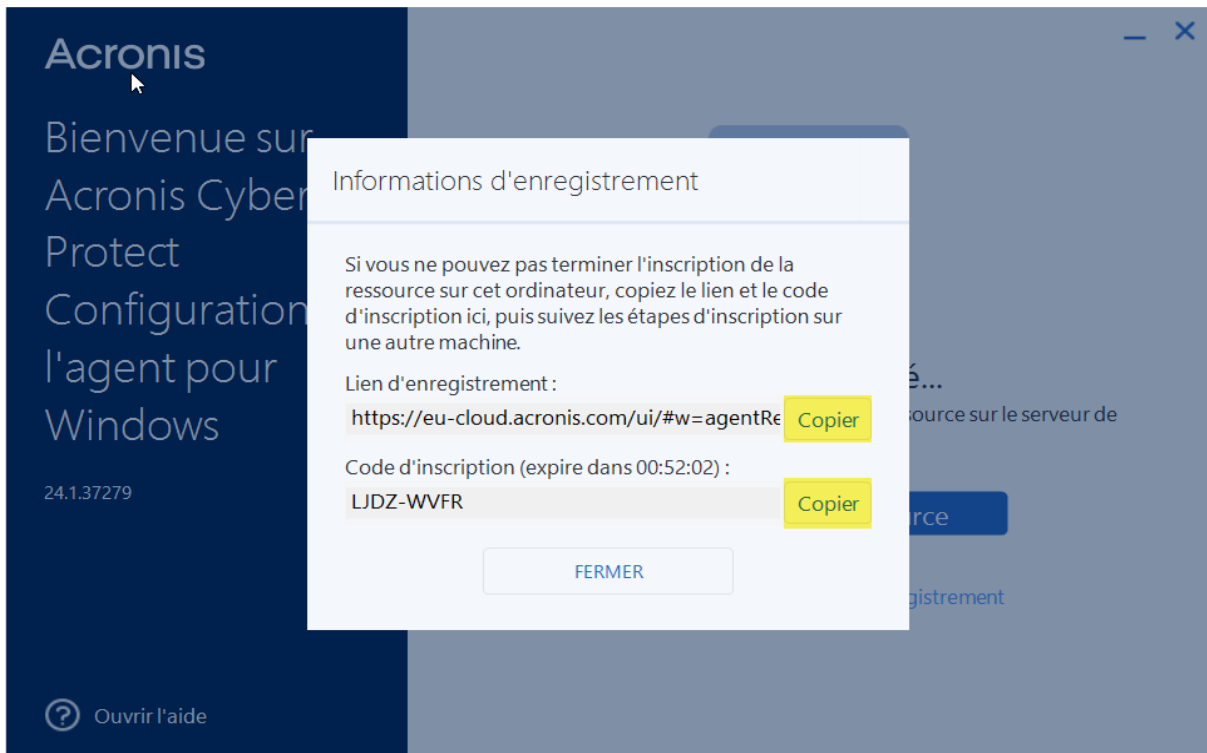 Acronis
Bienvenue sur
Acronis Cyber
Protect
Configuration
l'agent pour
Windows
24.1.37279
Ouvrir l'aide
Informations d'enregistrement
Si vous ne pouvez pas terminer l'inscription de la
ressource sur cet ordinateur, copiez le lien et le code
d'inscription ici, puis suivez les étapes d'inscription sur
une autre machine.
Lien d'enregistrement :
https://eu-cloud.acronis.com/ui/#w=agentRe Copier
Code d'inscription (expire dans 00:52:02) :
LJDZ-WVFR Copier
FERMER
sur le serveur de